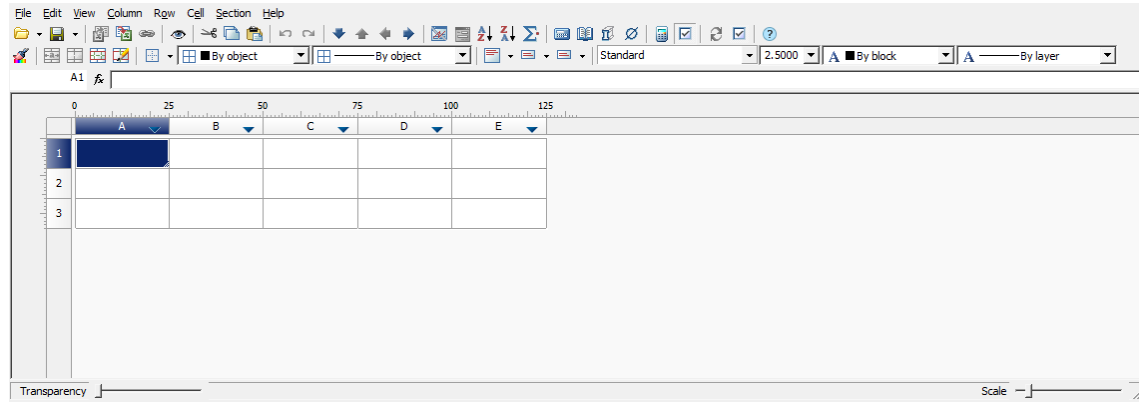 File Edit View Column Row Cell Section Help
By object By object Standard 2.5000 A By block A By layer
A1 fx
0 25 50 75 100 125
A B C D E
1
2
3
Transparency Scale